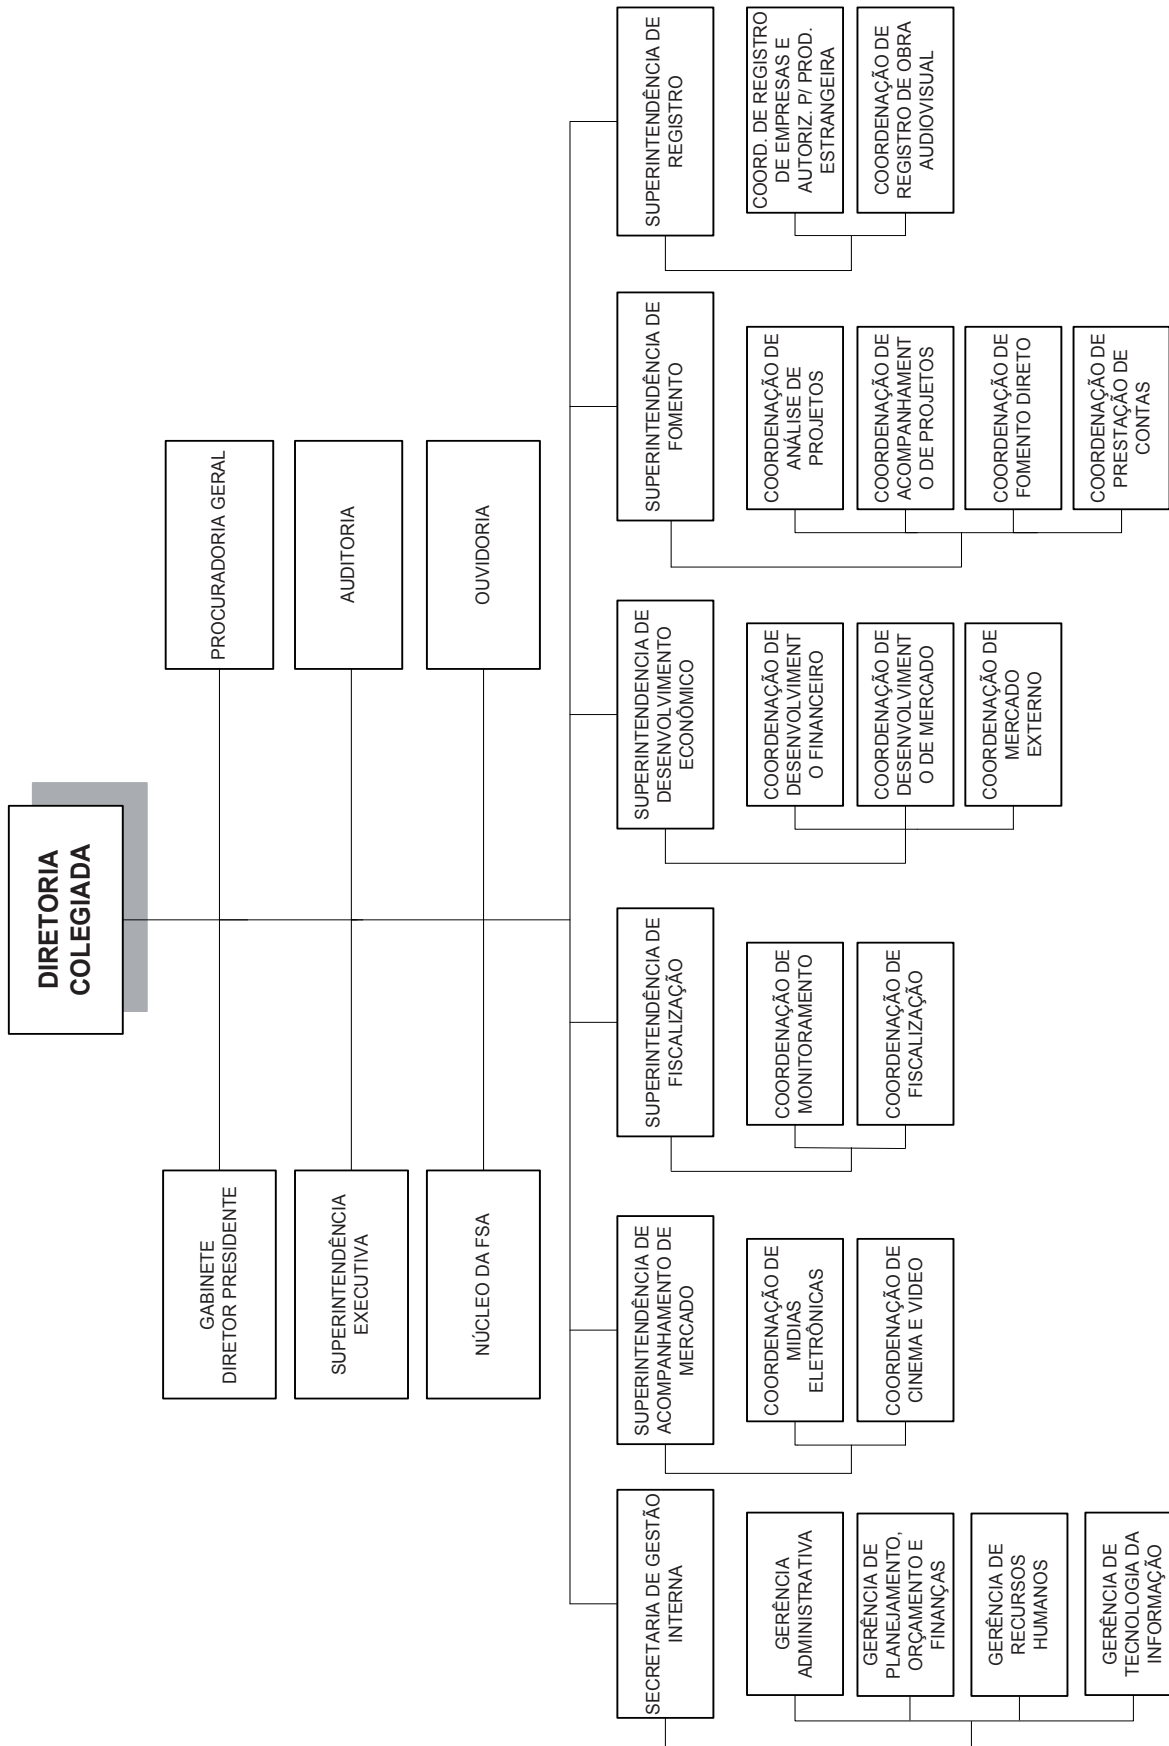 DIRETORIA
COLEGIADA
GABINETE
DIRETOR PRESIDENTE
PROCURADORIA GERAL
SUPERINTENDÊNCIA
EXECUTIVA
AUDITORIA
NÚCLEO DA FSA
OUVIDORIA
SECRETARIA DE GESTÃO
INTERNA
GERÊNCIA
ADMINISTRATIVA
GERÊNCIA DE
PLANEJAMENTO,
ORÇAMENTO E
FINANÇAS
GERÊNCIA DE
RECURSOS
HUMANOS
GERÊNCIA DE
TECNOLOGIA DA
INFORMAÇÃO
SUPERINTENDÊNCIA DE
ACOMPANHAMENTO DE
MERCADO
COORDENAÇÃO DE
MIDIAS
ELETRÔNICAS
COORDENAÇÃO DE
CINEMA E VIDEO
SUPERINTENDÊNCIA DE
FISCALIZAÇÃO
COORDENAÇÃO DE
MONITORAMENTO
COORDENAÇÃO DE
FISCALIZAÇÃO
SUPERINTENDENCIA DE
DESENVOLVIMENTO
ECONÔMICO
COORDENAÇÃO DE
DESENVOLVIMENT
O FINANCEIRO
COORDENAÇÃO DE
DESENVOLVIMENT
O DE MERCADO
COORDENAÇÃO DE
MERCADO
EXTERNO
SUPERINTENDÊNCIA DE
FOMENTO
COORDENAÇÃO DE
ANÁLISE DE
PROJETOS
COORDENAÇÃO DE
ACOMPANHAMENT
O DE PROJETOS
COORDENAÇÃO DE
FOMENTO DIRETO
COORDENAÇÃO DE
PRESTAÇÃO DE
CONTAS
SUPERINTENDÊNCIA DE
REGISTRO
COORD. DE REGISTRO
DE EMPRESAS E
AUTORIZ. P/ PROD.
ESTRANGEIRA
COORDENAÇÃO DE
REGISTRO DE OBRA
AUDIOVISUAL